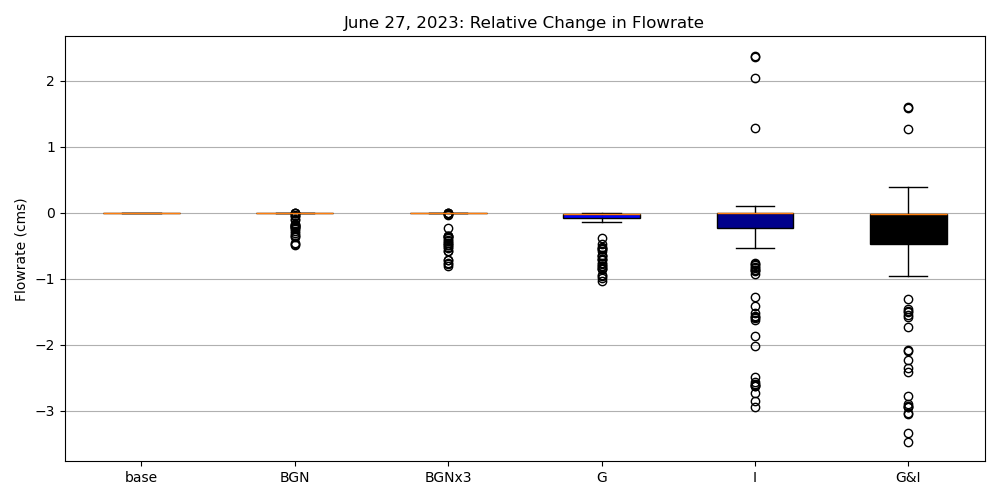 June 27, 2023: Relative Change in Flowrate
Flowrate (cms)
2
1
0
−1
−2
−3
base BGN BGNx3 G I G&I